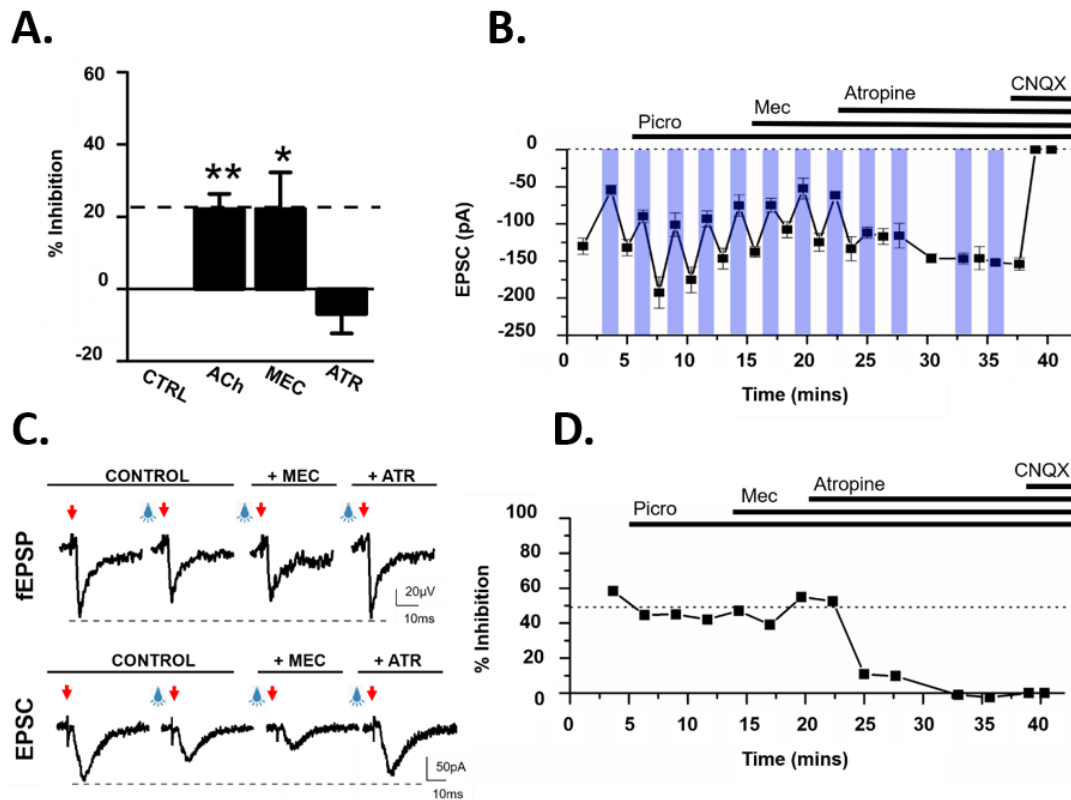 A.
60
40
20
0
-20
% Inhibition
CTRL
ACh
MEC
ATR
**
*
B.
CNQX
Atropine
Mec
Picro
0
-50
-100
-150
-200
-250
EPSC (pA)
0 5 10 15 20 25 30 35 40
Time (mins)
C.
CONTROL + MEC + ATR
fEPSP
20µV
10ms
CONTROL + MEC + ATR
EPSC
50pA
10ms
D.
CNQX
Atropine
Mec
Picro
100
80
60
40
20
0
% Inhibition
0 5 10 15 20 25 30 35 40
Time (mins)